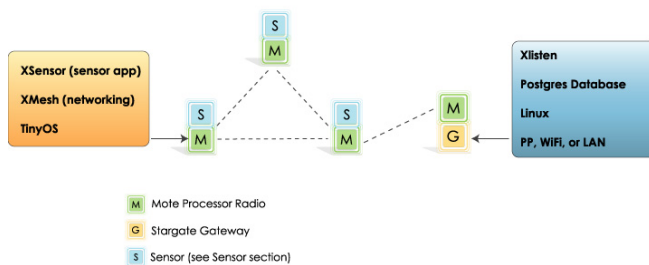 S
M
XSensor (sensor app)
XMesh (networking)
TinyOS
Xlisten
Postgres Database
Linux
PP, WiFi, or LAN
S
M
S
M
M
G
M Mote Processor Radio
G Stargate Gateway
S Sensor (see Sensor section)